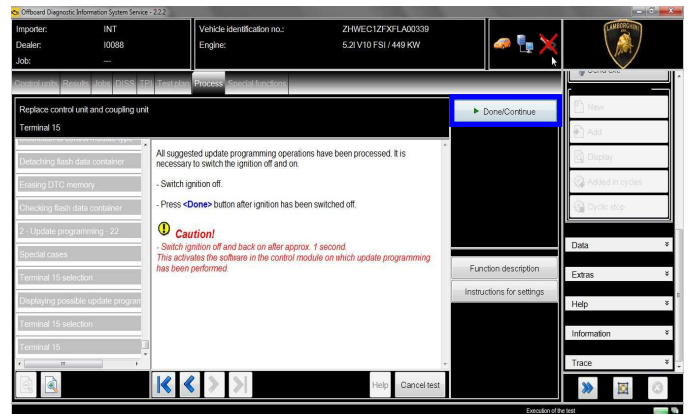 Offboard Diagnostic Information System Service - 2.2.2
Importer: INT
Dealer: I0088
Job: ---
Vehicle identification no.: ZHWEC1ZFXFLA00339
Engine: 5.2l V10 FSI / 449 KW
LAMBORGHINI
Control units Results Jobs DISS TPI Test plan Process Special functions
Replace control unit and coupling unit
Terminal 15
Detaching flash data container
Erasing DTC memory
Checking flash data container
2 - Update programming - 22
Special cases
Terminal 15 selection
Displaying possible update program
Terminal 15 selection
Terminal 15
All suggested update programming operations have been processed. It is
necessary to switch the ignition off and on.
- Switch ignition off.
- Press <Done> button after ignition has been switched off.
Caution!
- Switch ignition off and back on after approx. 1 second.
This activates the software in the control module on which update programming
has been performed.
Help
Cancel test
Done/Continue
Function description
Instructions for settings
New
Add
Display
Added in cycles
Cyclic stop
Data
Extras
Help
Information
Trace
Execution of the test